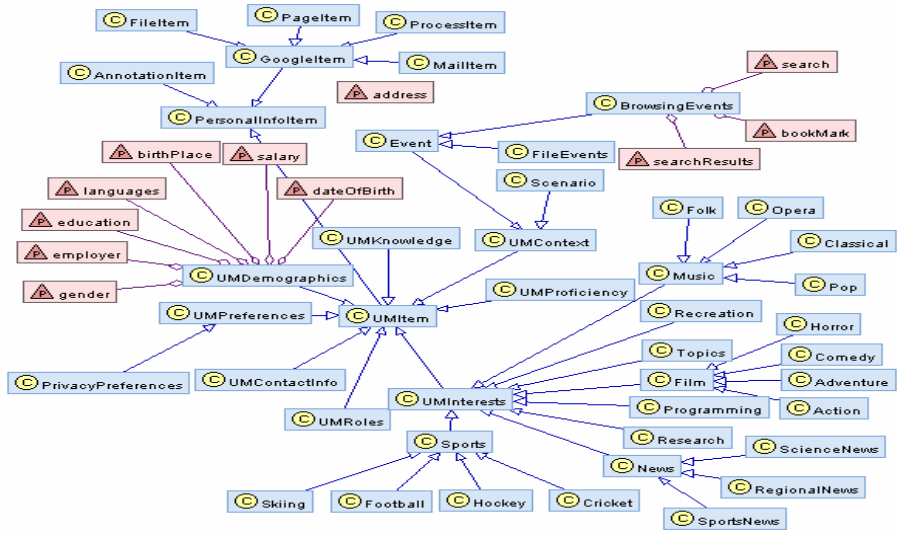 C FileItem
C PageItem
C ProcessItem
C GoogleItem
C MailItem
C AnnotationItem
P search
P address
C BrowsingEvents
C PersonalInfoItem
P bookMark
C Event
C FileEvents
P searchResults
P birthPlace
P salary
C Scenario
P languages
P dateOfBirth
C Folk
C Opera
P education
C UMKnowledge
C UMContext
C Classical
P employer
C UMDemographics
C Music
C Pop
P gender
C UMProficiency
C UMPreferences
C UMItem
C Recreation
C Horror
C Topics
C Comedy
C PrivacyPreferences
C UMContactInfo
C Film
C Adventure
C UMInterests
C Programming
C Action
C UMRoles
C Research
C Sports
C ScienceNews
C News
C RegionalNews
C Skiing
C Football
C Hockey
C Cricket
C SportsNews